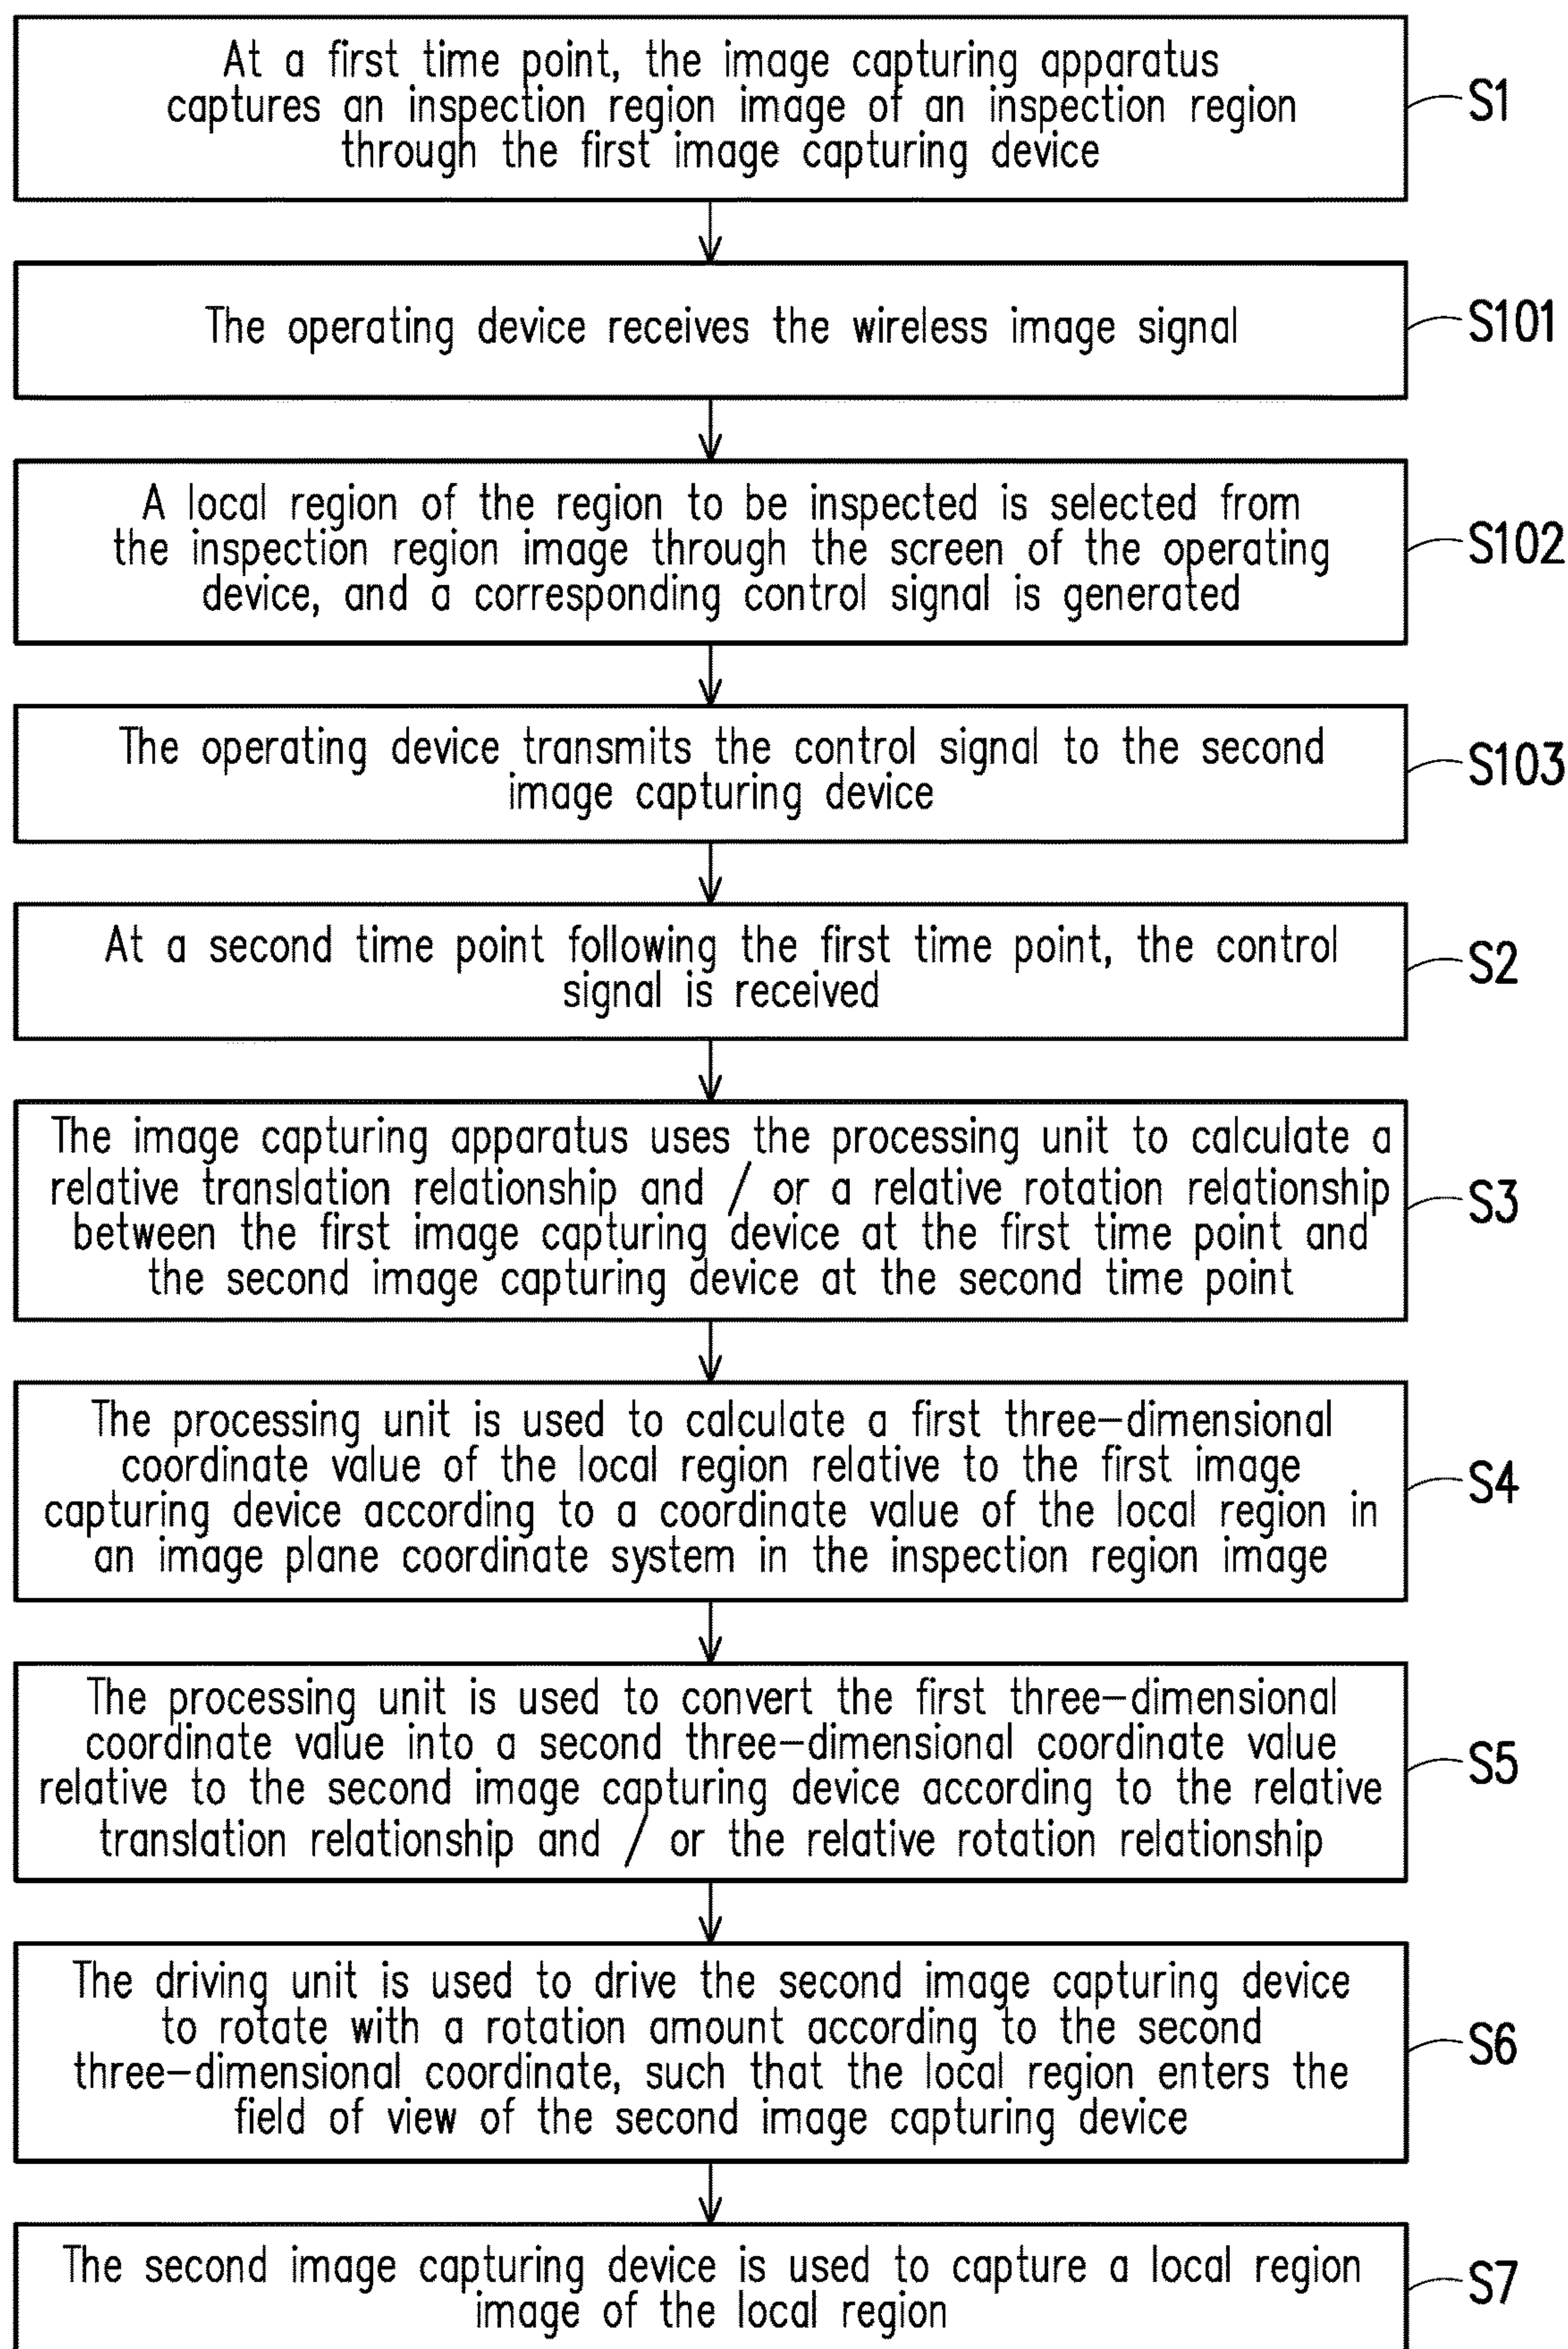 At a first time point, the image capturing apparatus
captures an inspection region image of an inspection region
through the first image capturing device
S1
The operating device receives the wireless image signal
S101
A local region of the region to be inspected is selected from
the inspection region image through the screen of the operating
device, and a corresponding control signal is generated
S102
The operating device transmits the control signal to the second
image capturing device
S103
At a second time point following the first time point, the control
signal is received
S2
The image capturing apparatus uses the processing unit to calculate a
relative translation relationship and / or a relative rotation relationship
between the first image capturing device at the first time point and
the second image capturing device at the second time point
S3
The processing unit is used to calculate a first three-dimensional
coordinate value of the local region relative to the first image
capturing device according to a coordinate value of the local region in
an image plane coordinate system in the inspection region image
S4
The processing unit is used to convert the first three-dimensional
coordinate value into a second three-dimensional coordinate value
relative to the second image capturing device according to the relative
translation relationship and / or the relative rotation relationship
S5
The driving unit is used to drive the second image capturing device
to rotate with a rotation amount according to the second
three-dimensional coordinate, such that the local region enters the
field of view of the second image capturing device
S6
The second image capturing device is used to capture a local region
image of the local region
S7